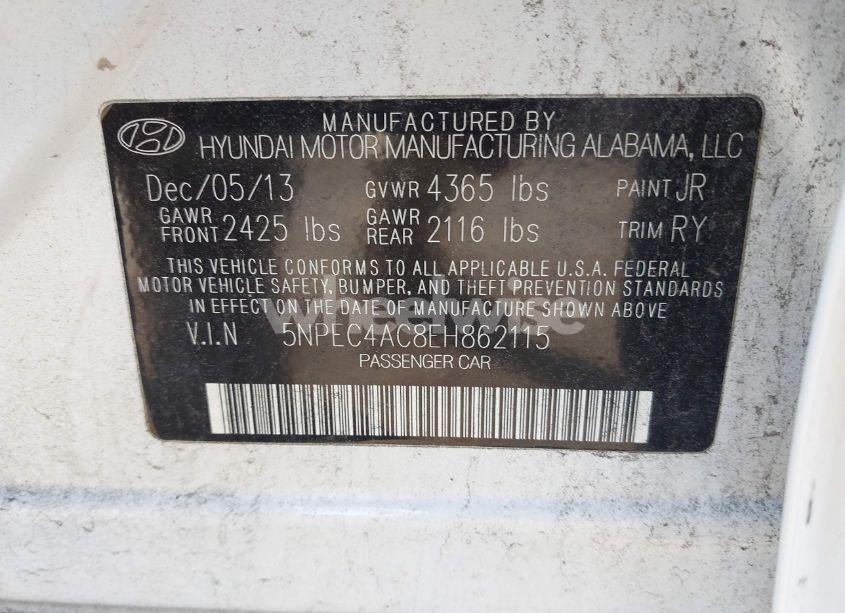 MANUFACTURED BY
HYUNDAI MOTOR MANUFACTURING ALABAMA, LLC
Dec/05/13 GVWR 4365 lbs PAINT JR
GAWR FRONT 2425 lbs GAWR REAR 2116 lbs TRIM RY
THIS VEHICLE CONFORMS TO ALL APPLICABLE U.S.A. FEDERAL
MOTOR VEHICLE SAFETY, BUMPER, AND THEFT PREVENTION STANDARDS
IN EFFECT ON THE DATE OF MANUFACTURE SHOWN ABOVE
wheelwise
V.I.N 5NPEC4AC8EH862115
PASSENGER CAR